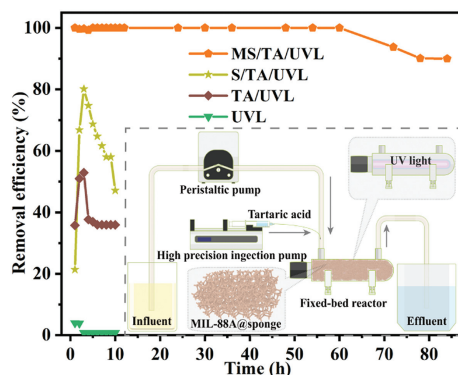 Removal efficiency (%)
100
80
60
40
20
0
MS/TA/UVL
S/TA/UVL
TA/UVL
UVL
UV light
Peristaltic pump
Tartaric acid
High precision ingection pump
Fixed-bed reactor
Influent
MIL-88A@sponge
Effluent
0 10 20 30 40 50 60 70 80
Time (h)